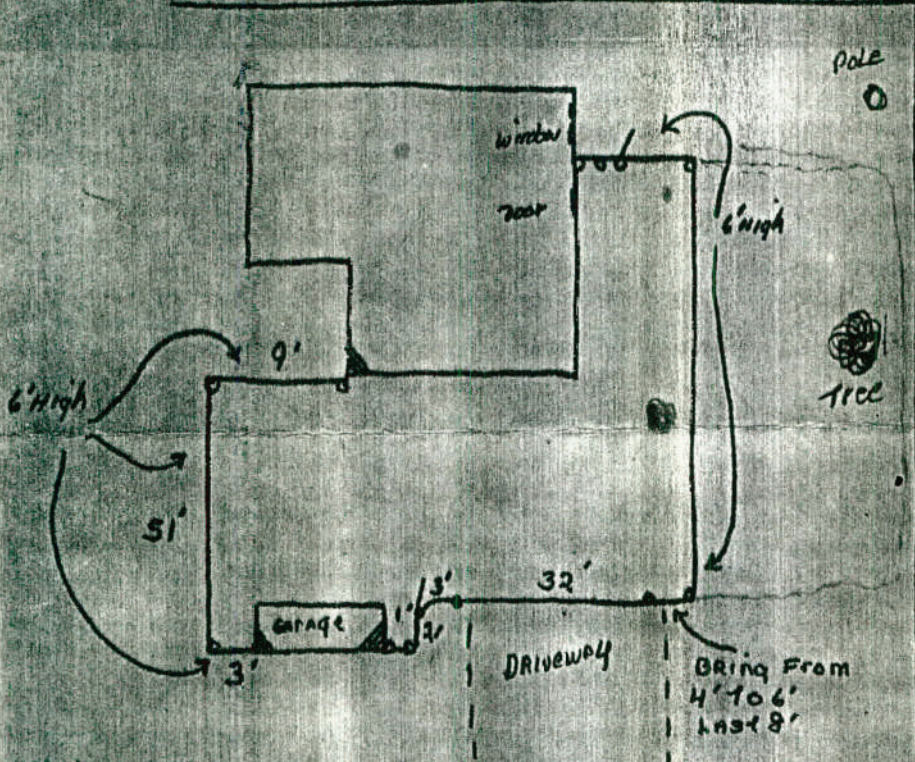 POLE
window
Door
6' High
Tree
9'
6' High
51'
3'
32'
GARAGE
1'
2'
3'
DRIVEWAY
BRing From
4' To 6'
LAST 8'